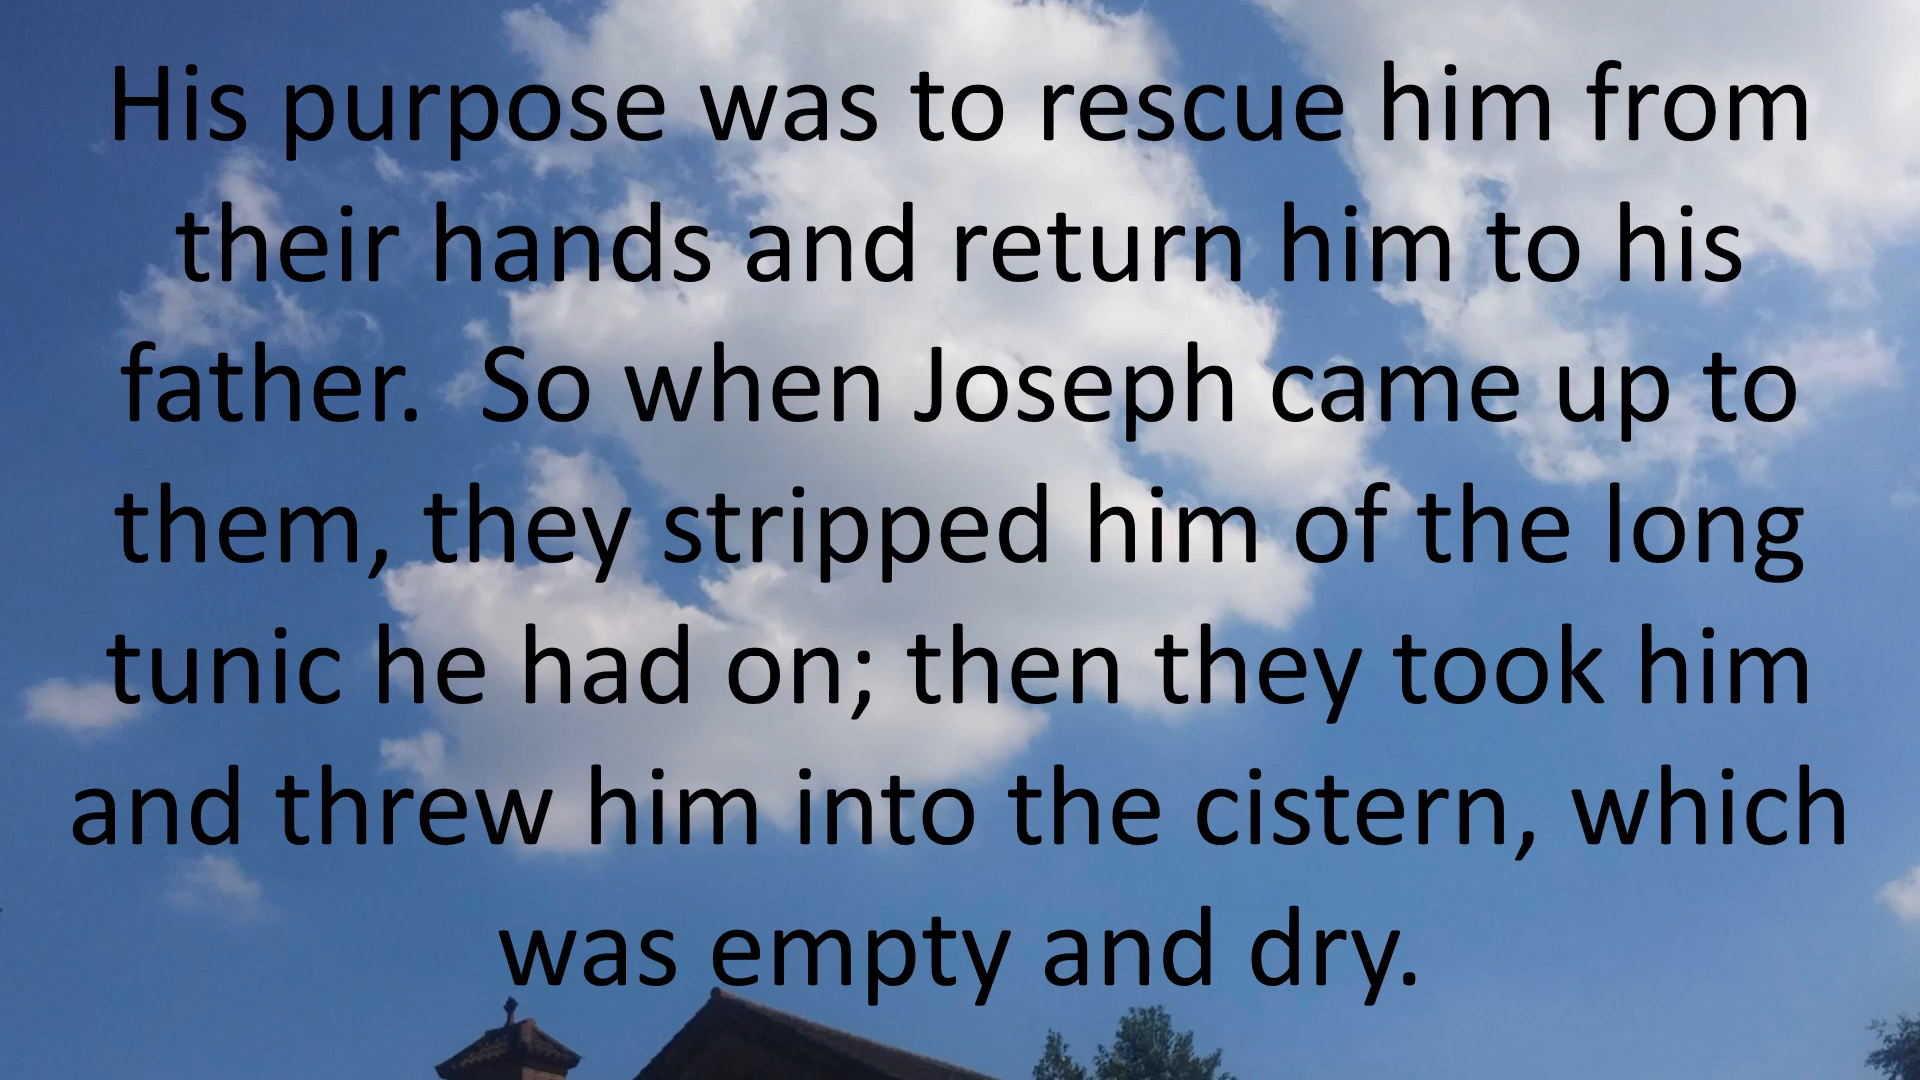 His purpose was to rescue him from
their hands and return him to his
father.  So when Joseph came up to
them, they stripped him of the long
tunic he had on; then they took him
and threw him into the cistern, which
was empty and dry.